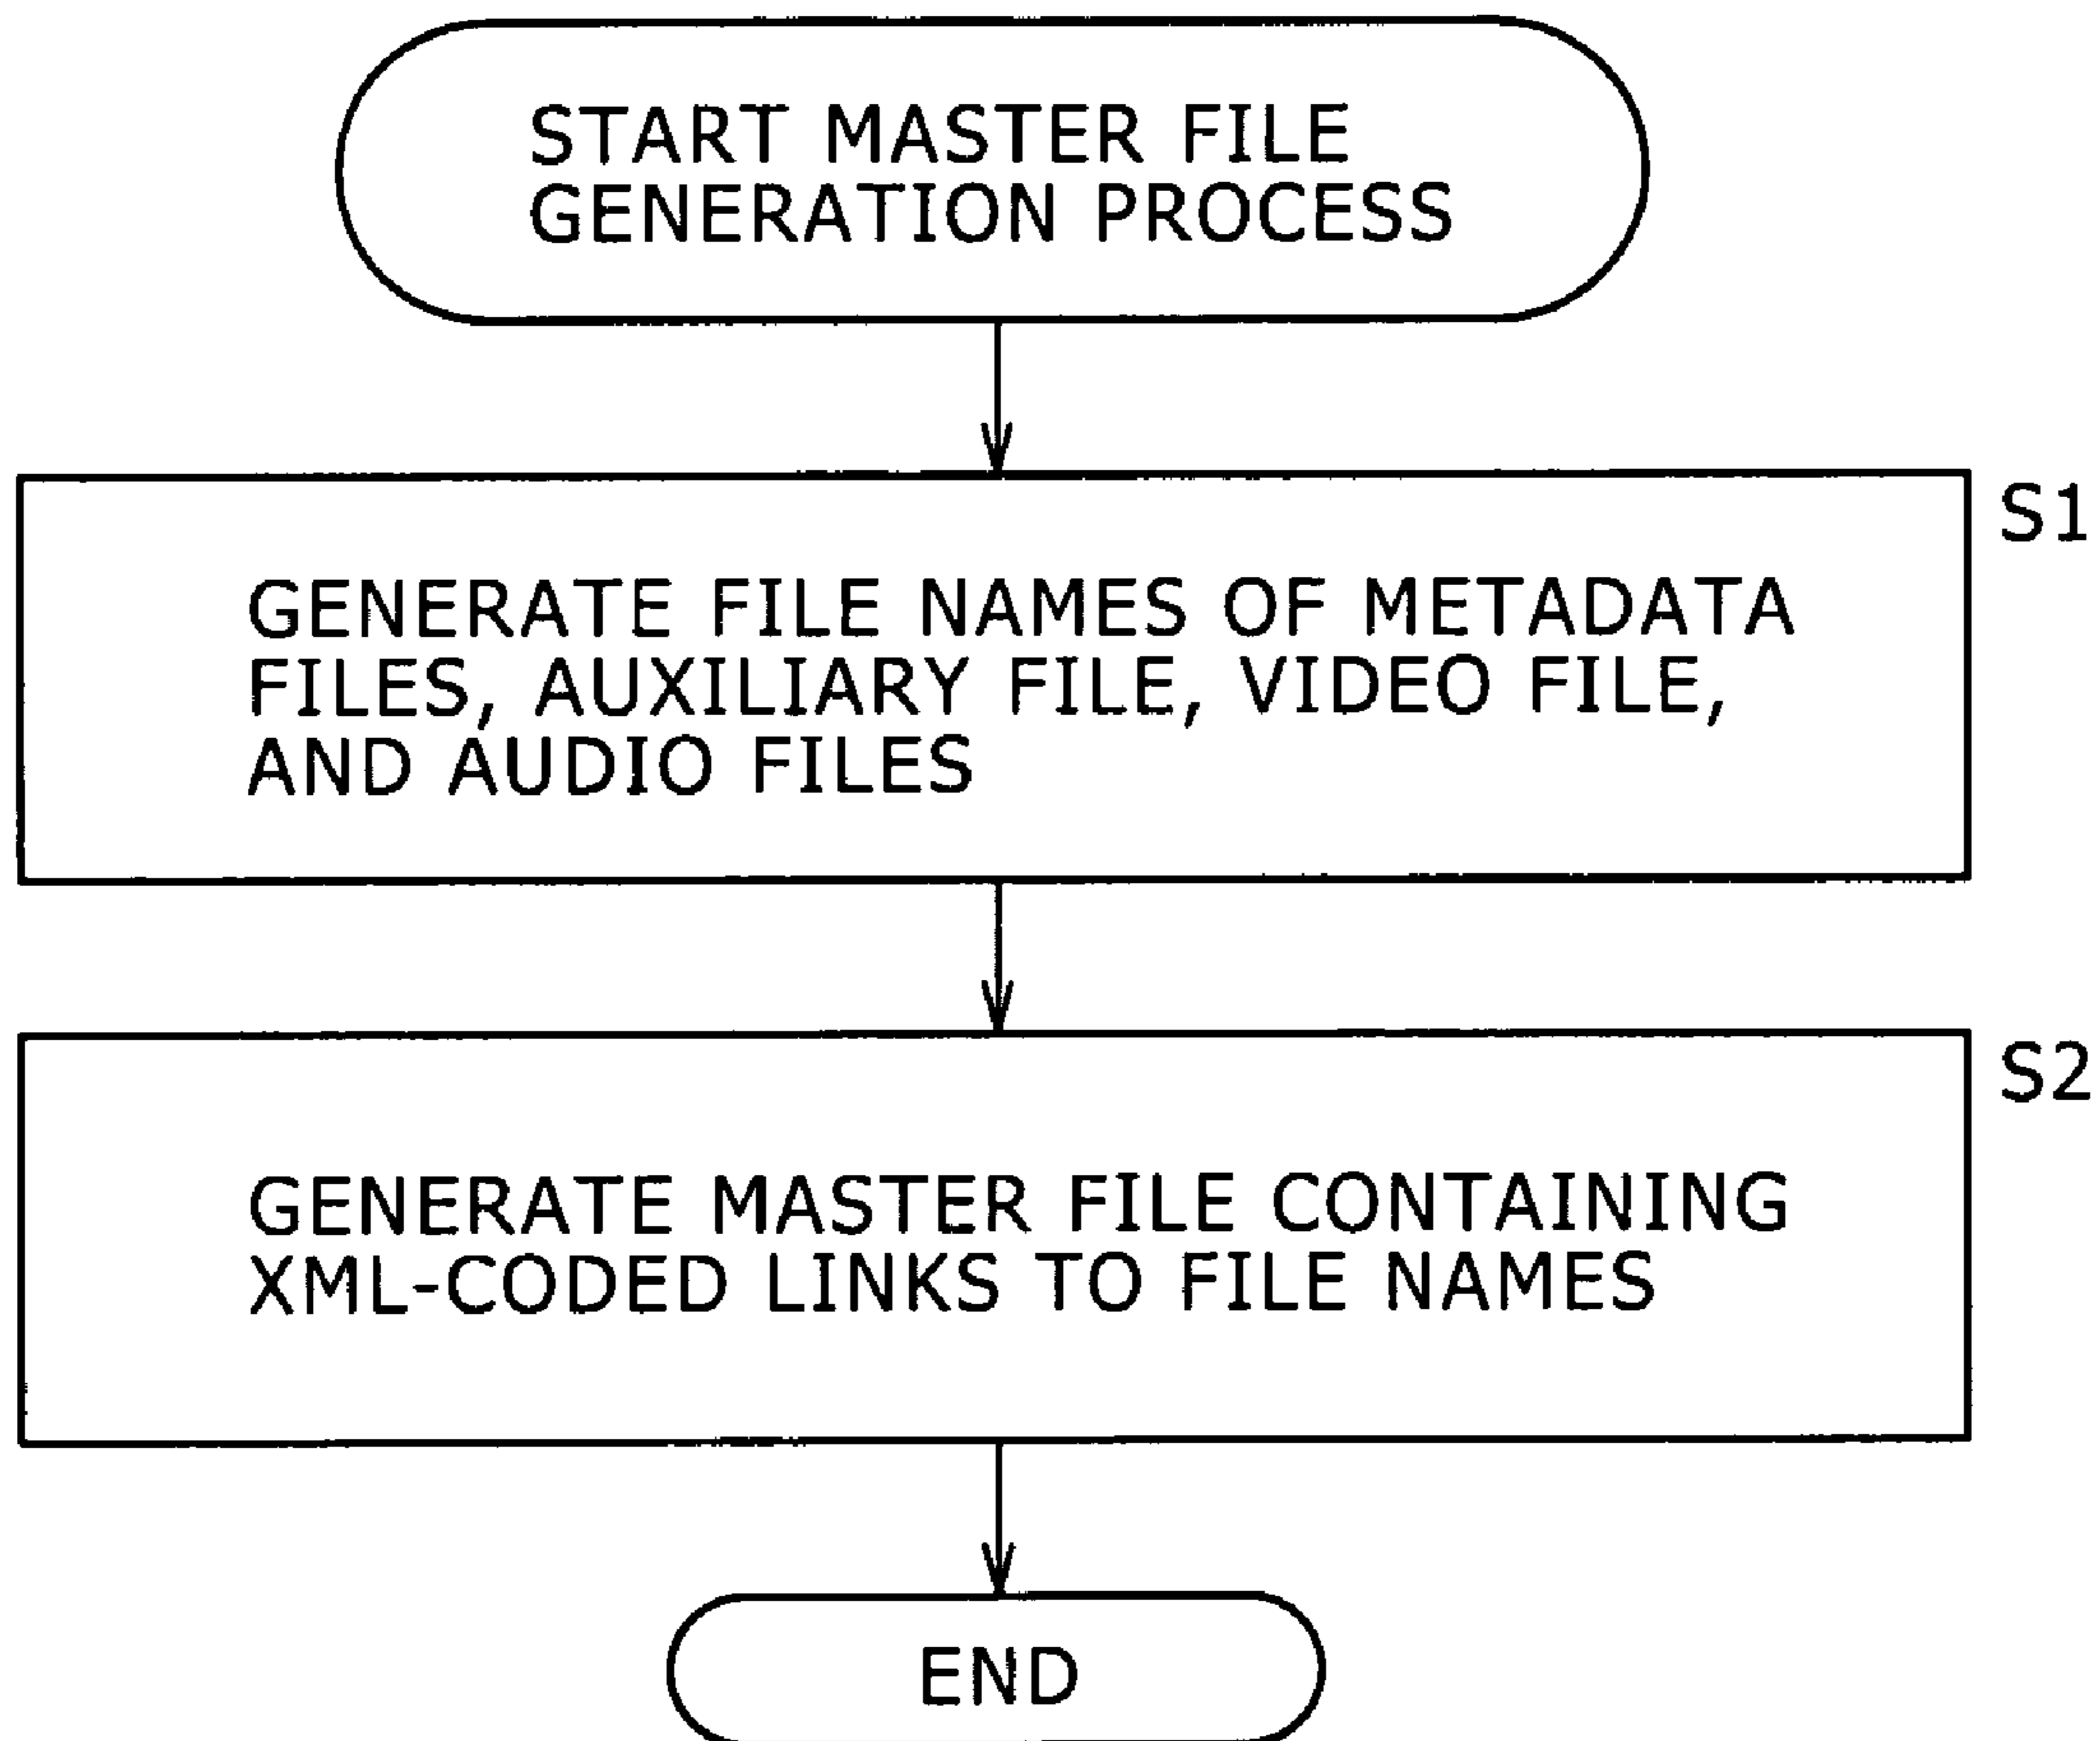 START MASTER FILE
GENERATION PROCESS
S1
GENERATE FILE NAMES OF METADATA
FILES, AUXILIARY FILE, VIDEO FILE,
AND AUDIO FILES
S2
GENERATE MASTER FILE CONTAINING
XML-CODED LINKS TO FILE NAMES
END